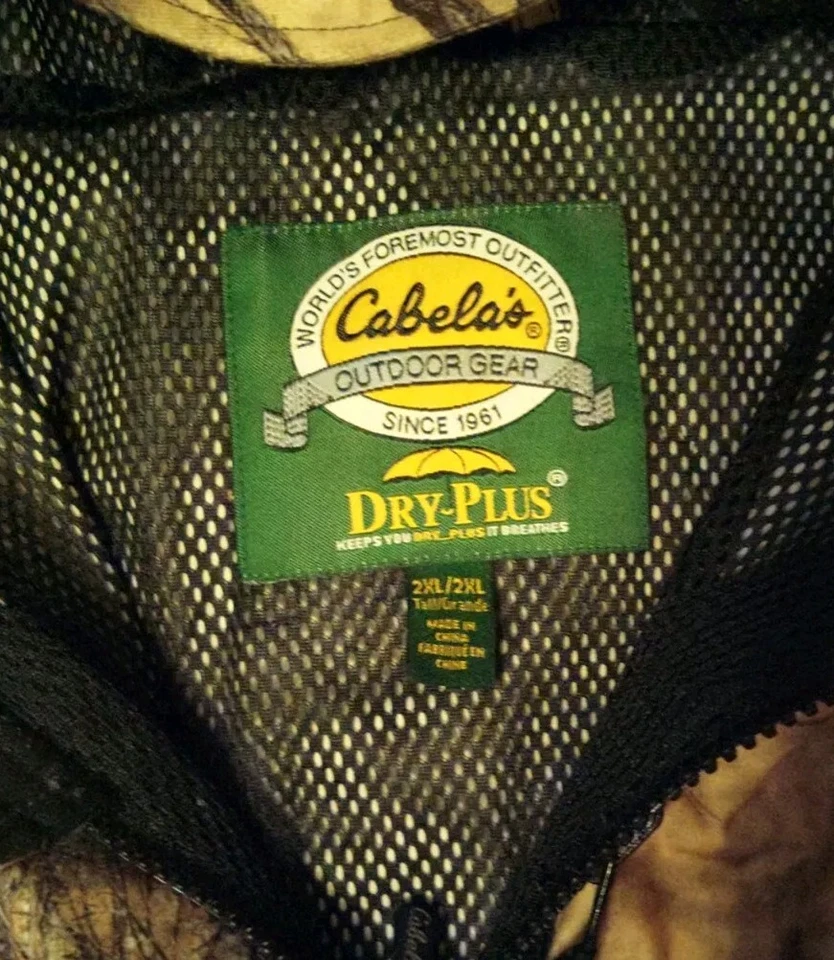 WORLD'S FOREMOST OUTFITTER®
Cabela's®
OUTDOOR GEAR
SINCE 1961
DRY-PLUS®
KEEPS YOU DRY...PLUS IT BREATHES
2XL/2XL
Tall/Grande
MADE IN
CHINA
FABRIQUÉ EN
CHINE